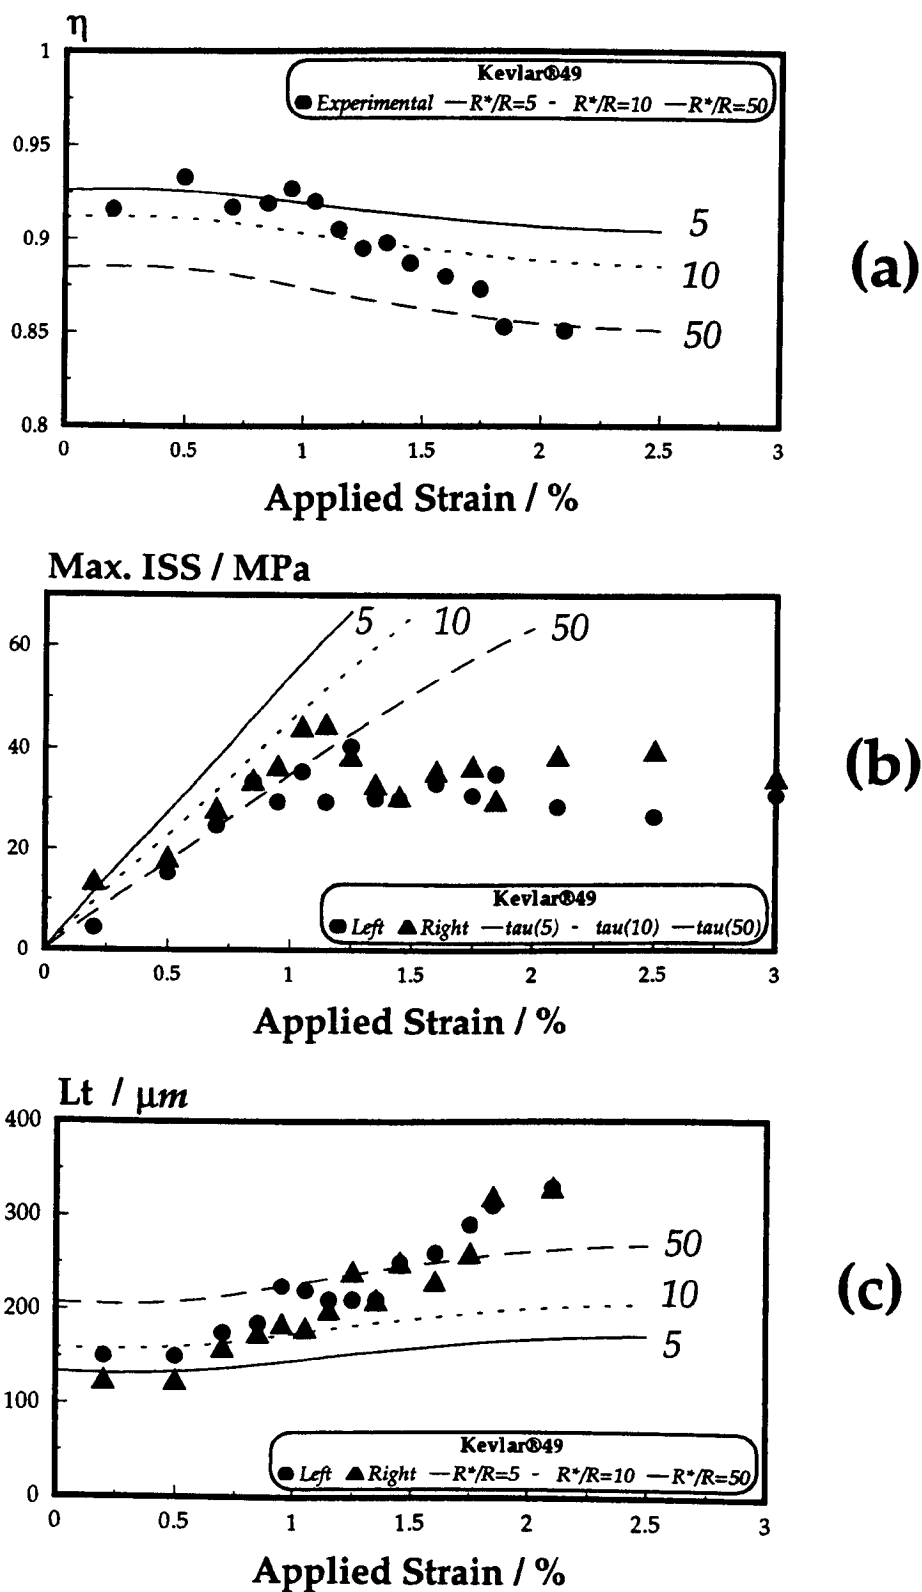 η
1
Kevlar®49
Experimental —R*/R=5 - R*/R=10 —R*/R=50
0.95
5
0.9
10
(a)
50
0.85
0.8
0 0.5 1 1.5 2 2.5 3
Applied Strain / %
Max. ISS / MPa
5 10 50
60
40
(b)
20
Kevlar®49
Left Right —tau(5) - tau(10) —tau(50)
0
0 0.5 1 1.5 2 2.5 3
Applied Strain / %
Lt / μm
400
300
50
10
(c)
200
5
100
Kevlar®49
Left Right —R*/R=5 - R*/R=10 —R*/R=50
0
0 0.5 1 1.5 2 2.5 3
Applied Strain / %